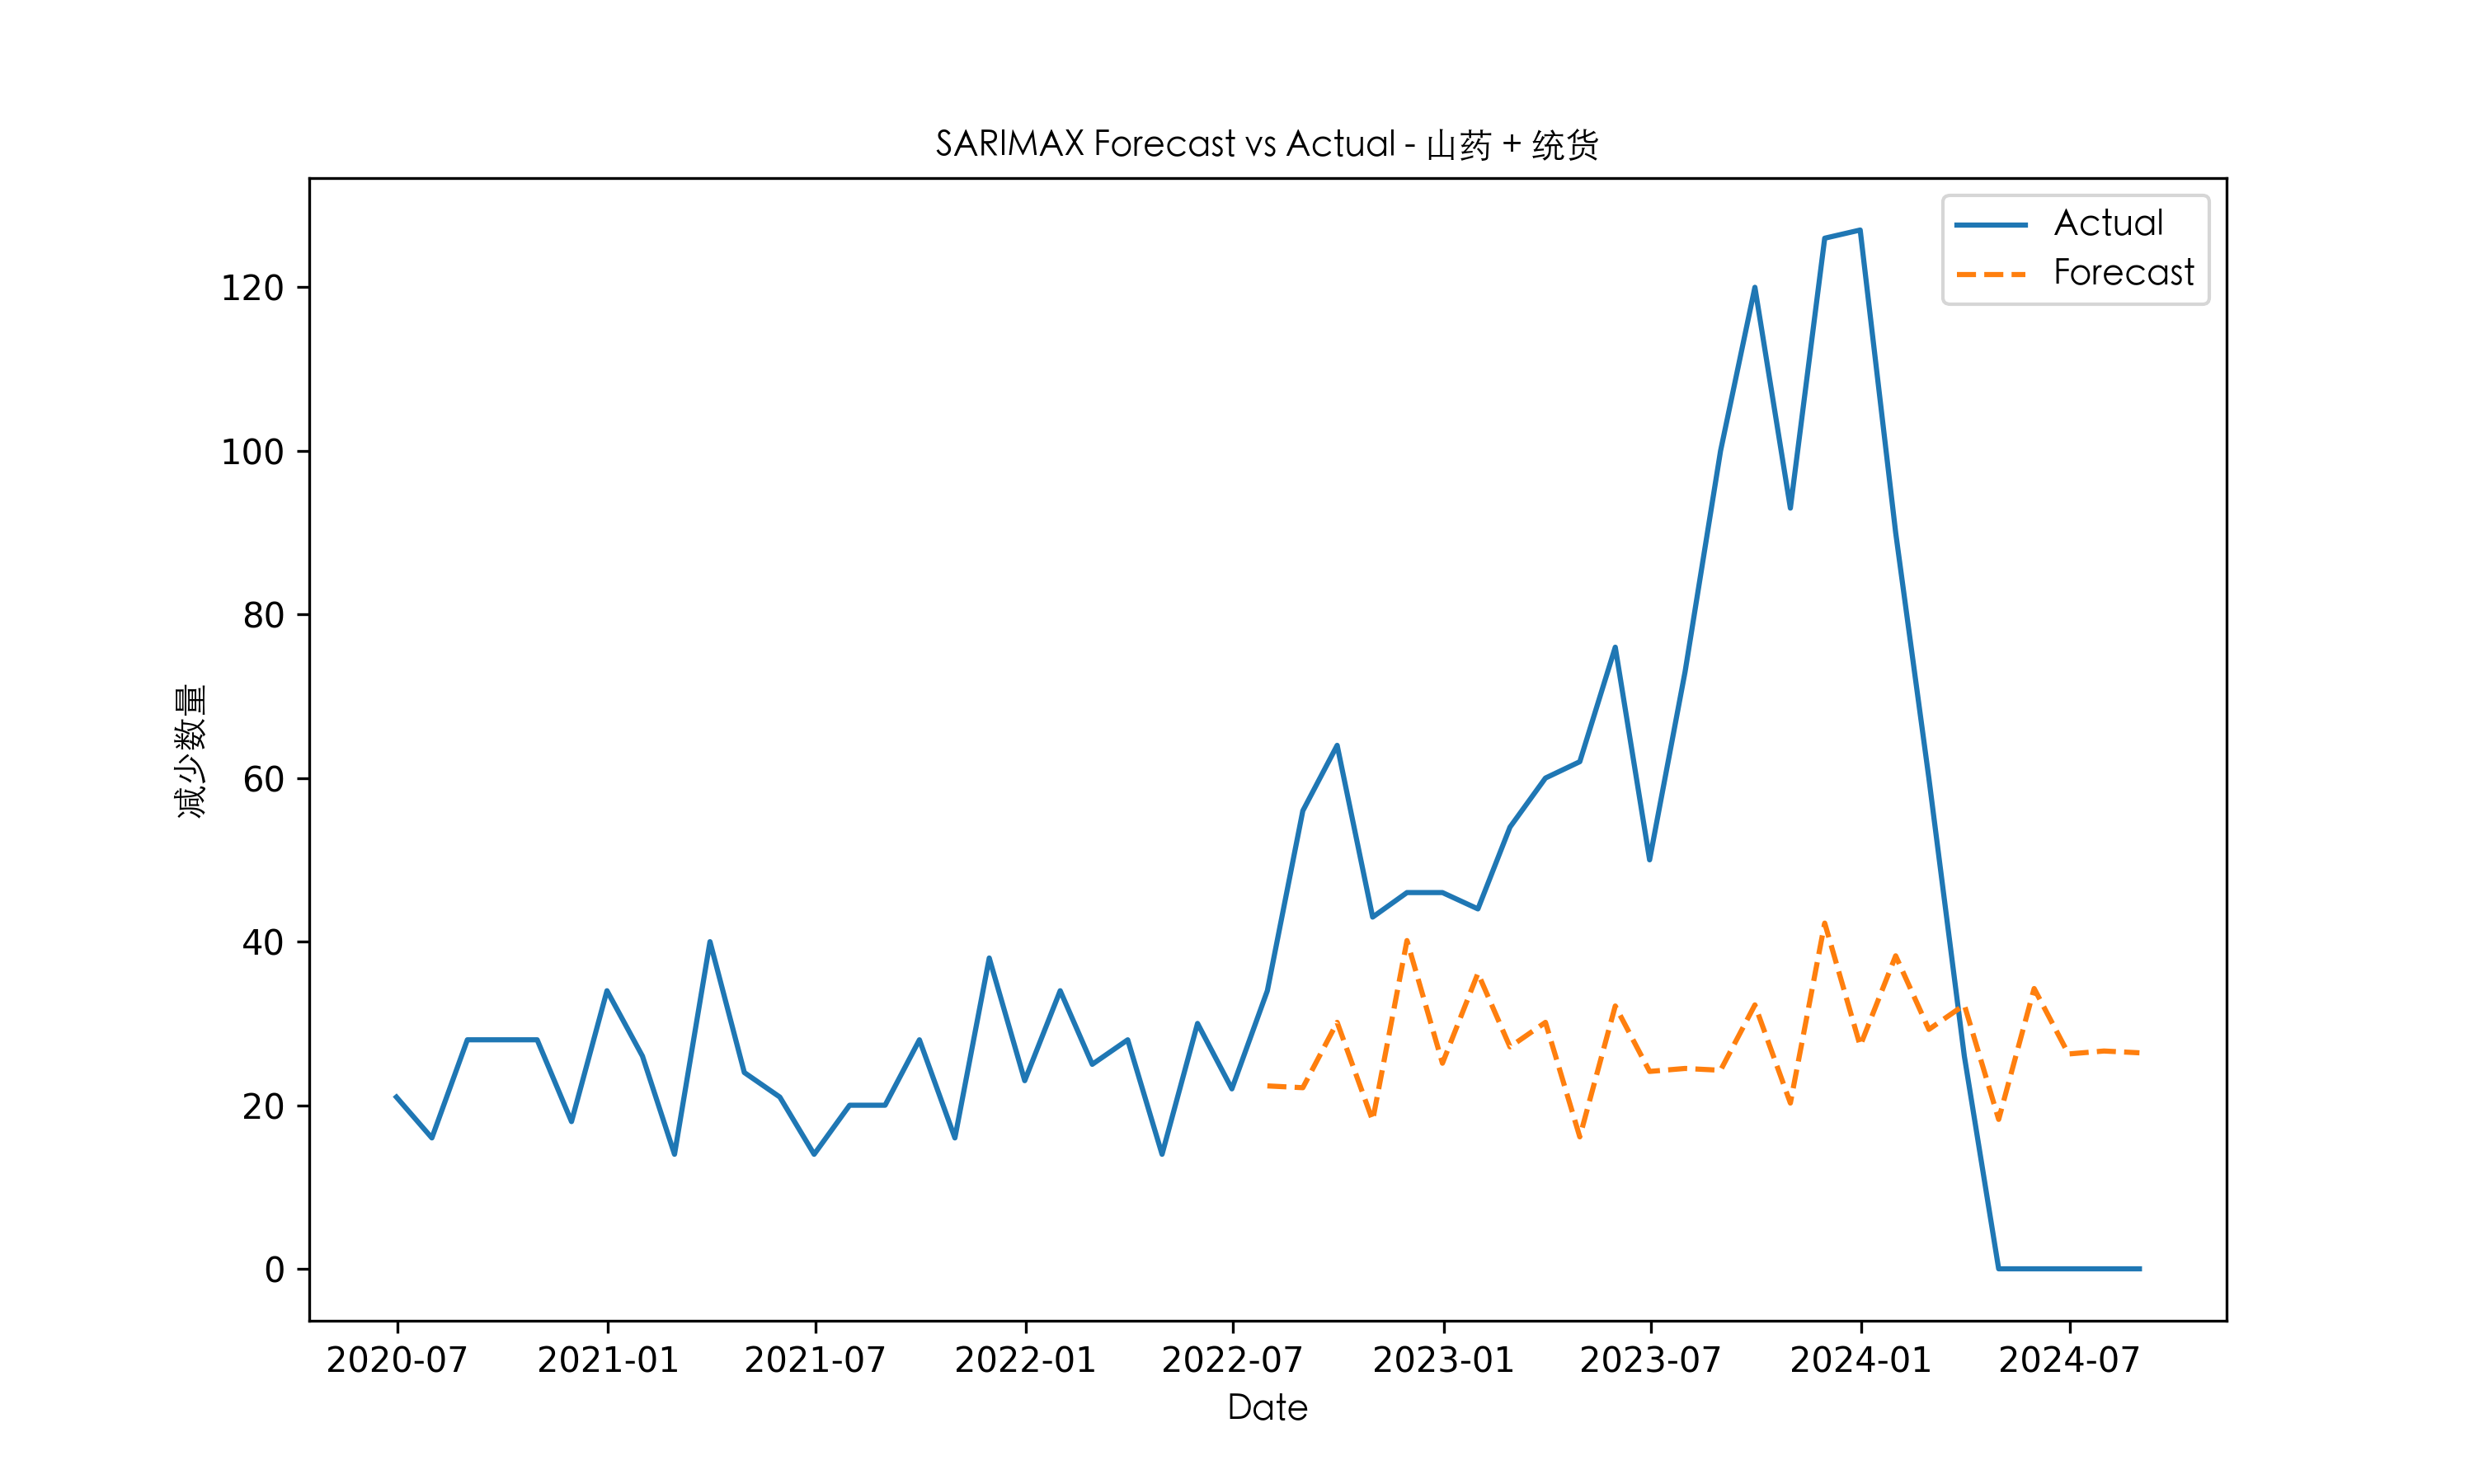 SARIMAX Forecast vs Actual - 山药 + 统货
Actual
Forecast
减少数量
120
100
80
60
40
20
0
2020-07 2021-01 2021-07 2022-01 2022-07 2023-01 2023-07 2024-01 2024-07
Date